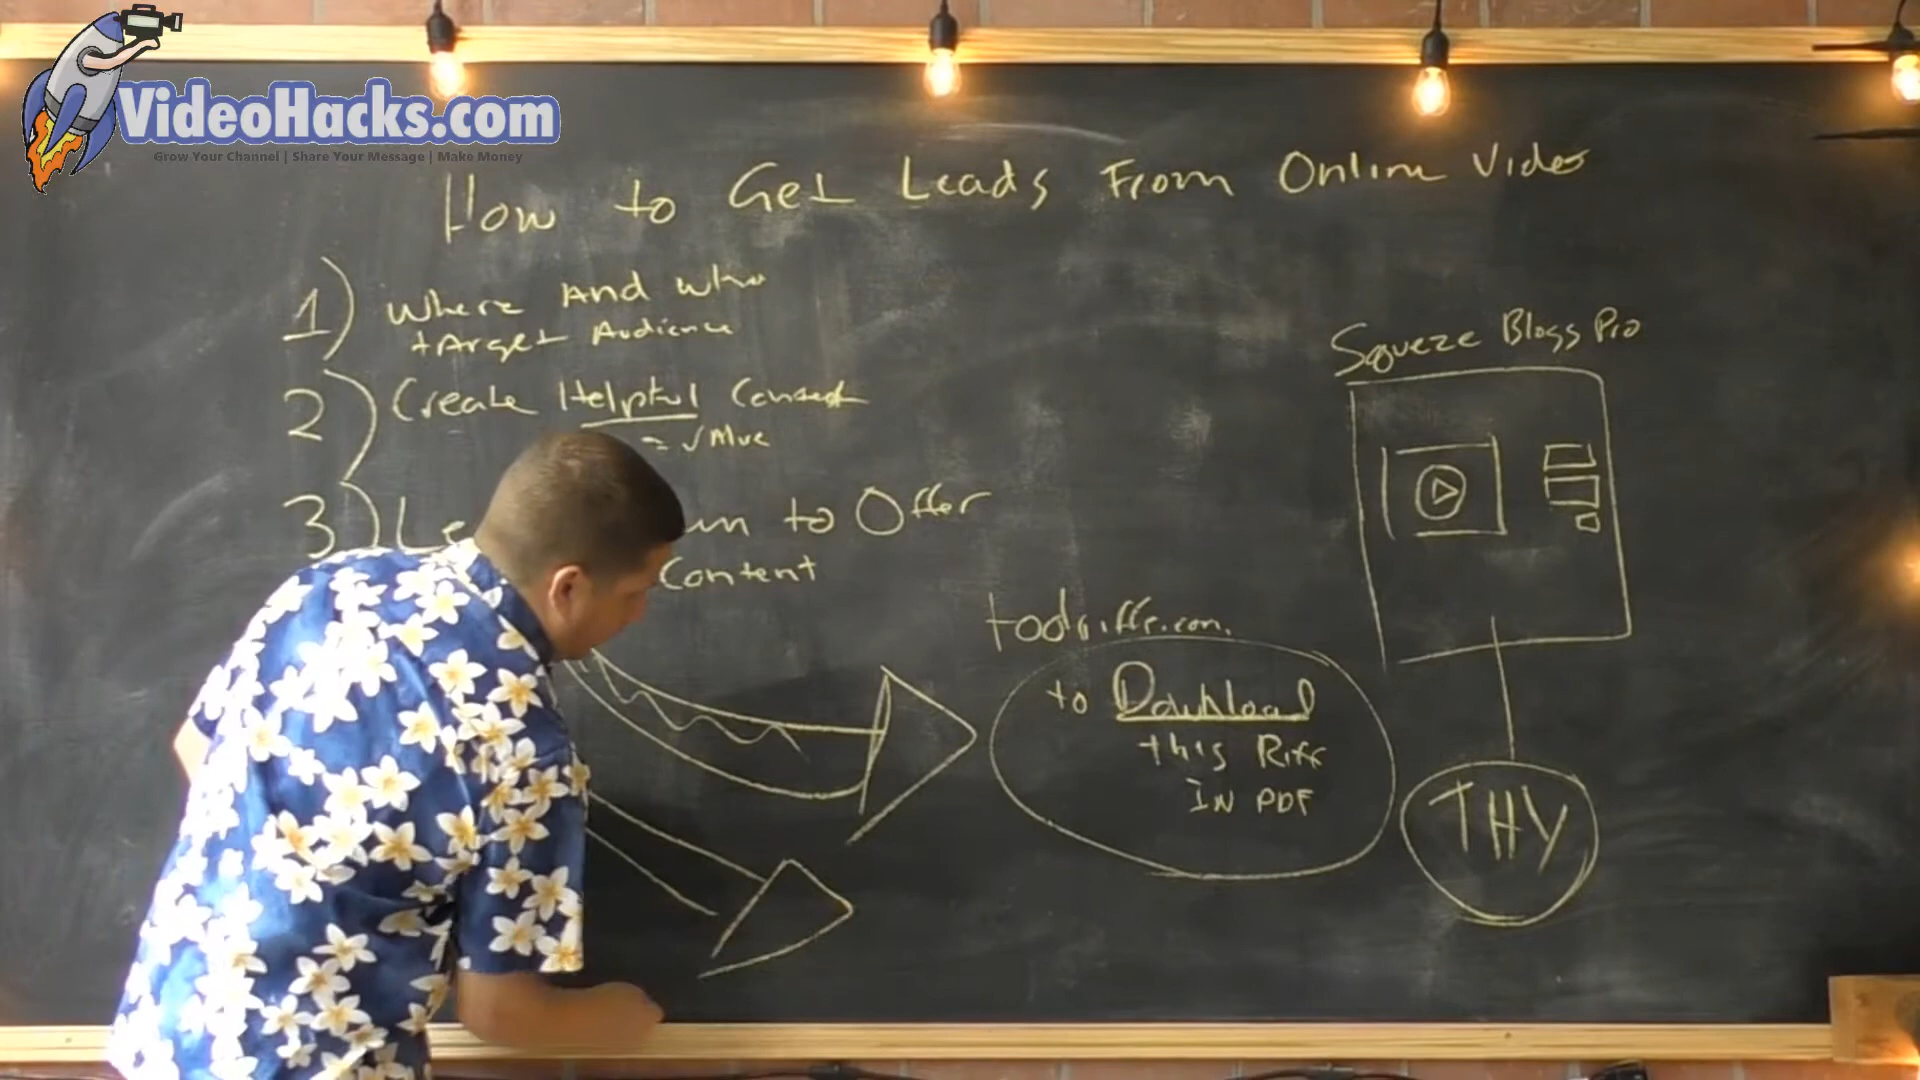 VideoHacks.com
Grow Your Channel | Share Your Message | Make Money
How to Get Leads From Online Video
1) Where And Who
tArget Audience
2) Create Helpful Content
= VAlue
3) Le to Offer
Content
Squeze Blogs Pro
todriffs.com.
to Download
this Riff
IN PDF
THY